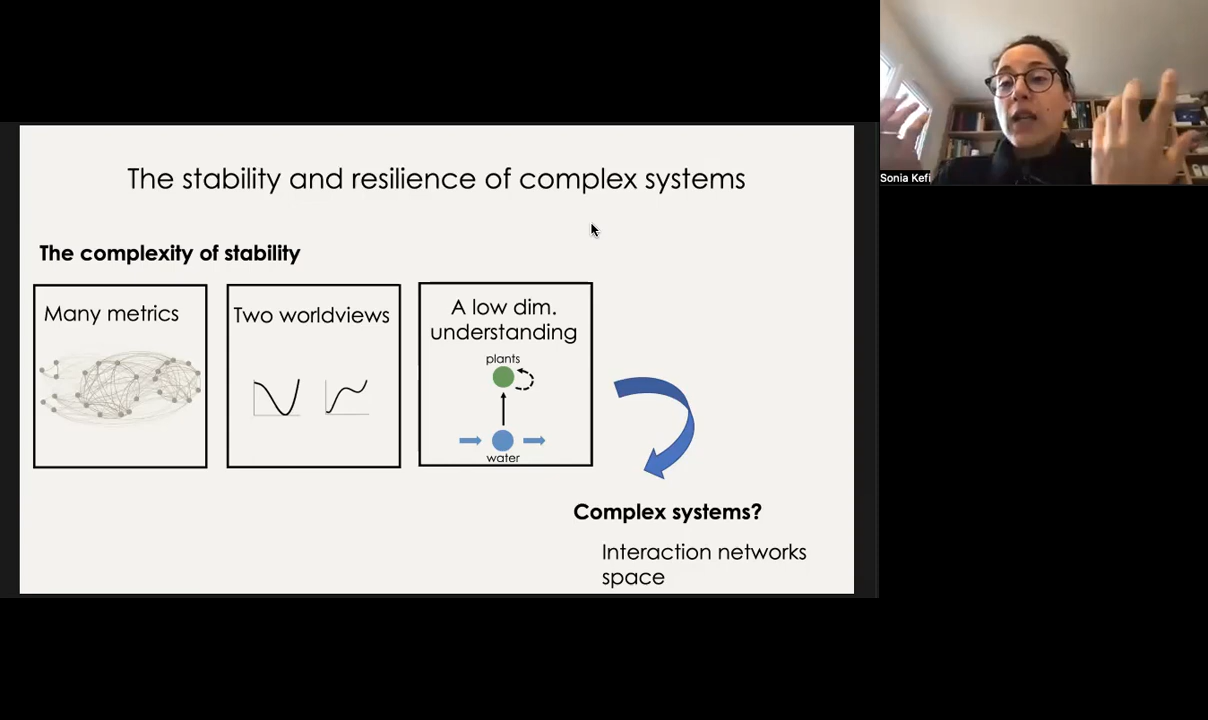 The stability and resilience of complex systems
The complexity of stability
Many metrics
Two worldviews
A low dim.
understanding
plants
water
Complex systems?
Interaction networks
space
Sonia Kefi